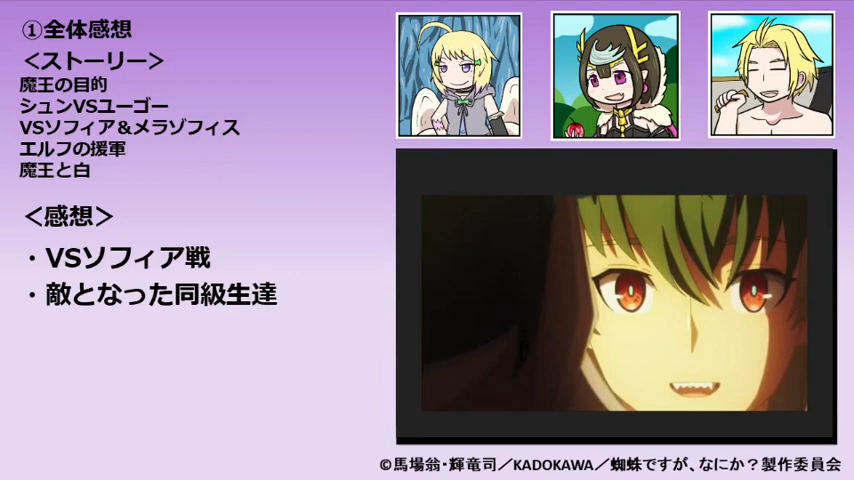 ①全体感想
＜ストーリー＞
魔王の目的
シュンVSユーゴー
VSソフィア＆メラゾフィス
エルフの援軍
魔王と白
＜感想＞
・VSソフィア戦
・敵となった同級生達
©馬場翁・輝竜司／KADOKAWA／蜘蛛ですが、なにか？製作委員会